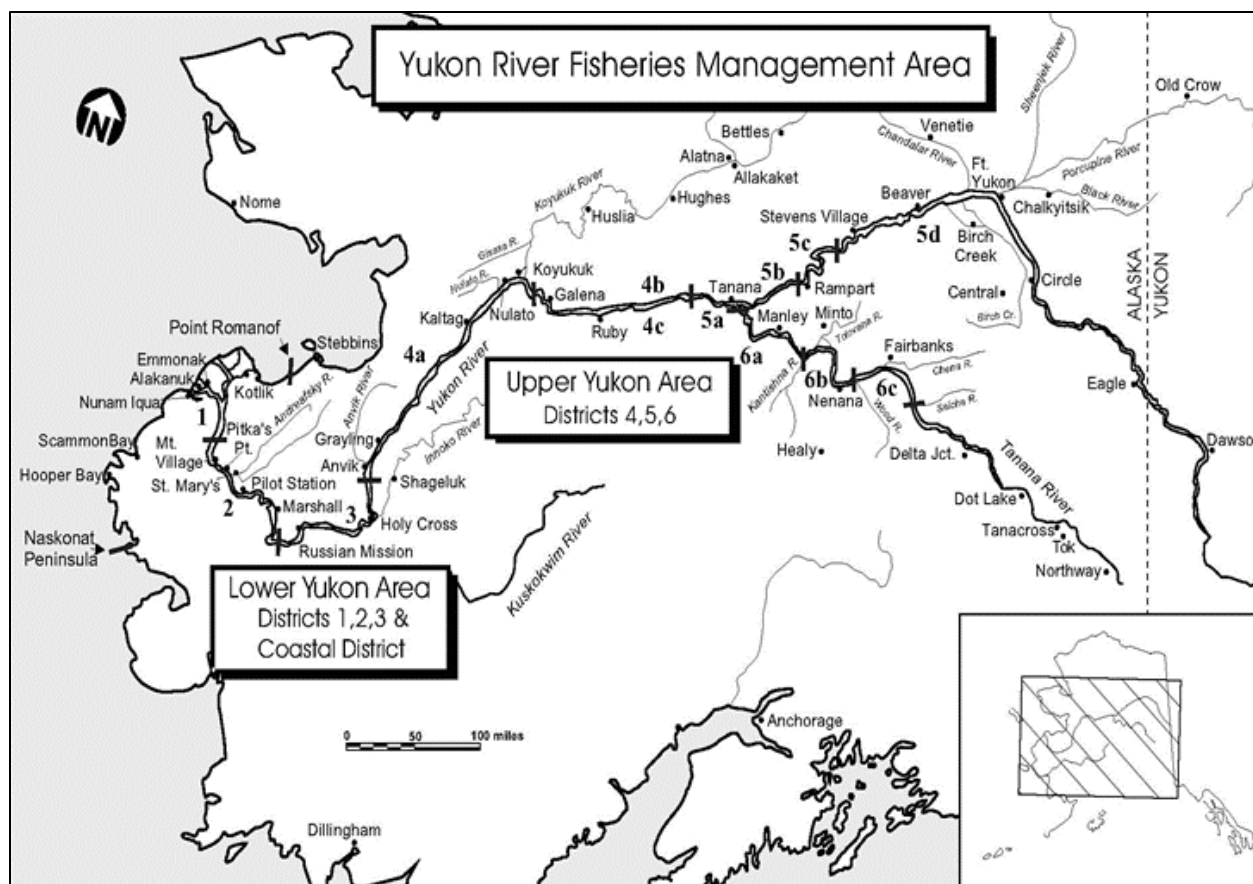 Yukon River Fisheries Management Area
N
Old Crow
Sheenjek River
Bettles
Venetie
Chandalar River
Alatna
Allakaket
Ft.
Yukon
Porcupine River
Black River
Chalkyitsik
Nome
Koyukuk River
Hughes
Huslia
Beaver
Stevens Village
5d
Birch
Creek
5c
Gisasa R.
Nulato R.
Koyukuk
4b
Tanana
5b
Rampart
ALASKA
YUKON
Circle
Central
Birch Cr.
Galena
Nulato
Kaltag
Ruby
4c
5a
Manley
Minto
Tolovana R.
6a
Point Romanof
Stebbins
4a
Yukon River
Emmonak
Alakanuk
Kotlik
Nunam Iqua
Andreafsky R.
Anvik River
Upper Yukon Area
Districts 4,5,6
Kantishna R.
6b
Nenana
Fairbanks
Chena R.
6c
Salcha R.
Wood R.
Eagle
1
Pitka's
Pt.
Scammon Bay
Mt.
Village
Grayling
Innoko River
Anvik
Shageluk
Healy
Delta Jct.
Tanana River
Dawso
Hooper Bay
St. Mary's
Pilot Station
2
Marshall
3
Holy Cross
Dot Lake
Naskonat
Peninsula
Russian Mission
Kuskokwim River
Tanacross
Tok
Northway
Lower Yukon Area
Districts 1,2,3 &
Coastal District
Anchorage
0 50 100 miles
Dillingham